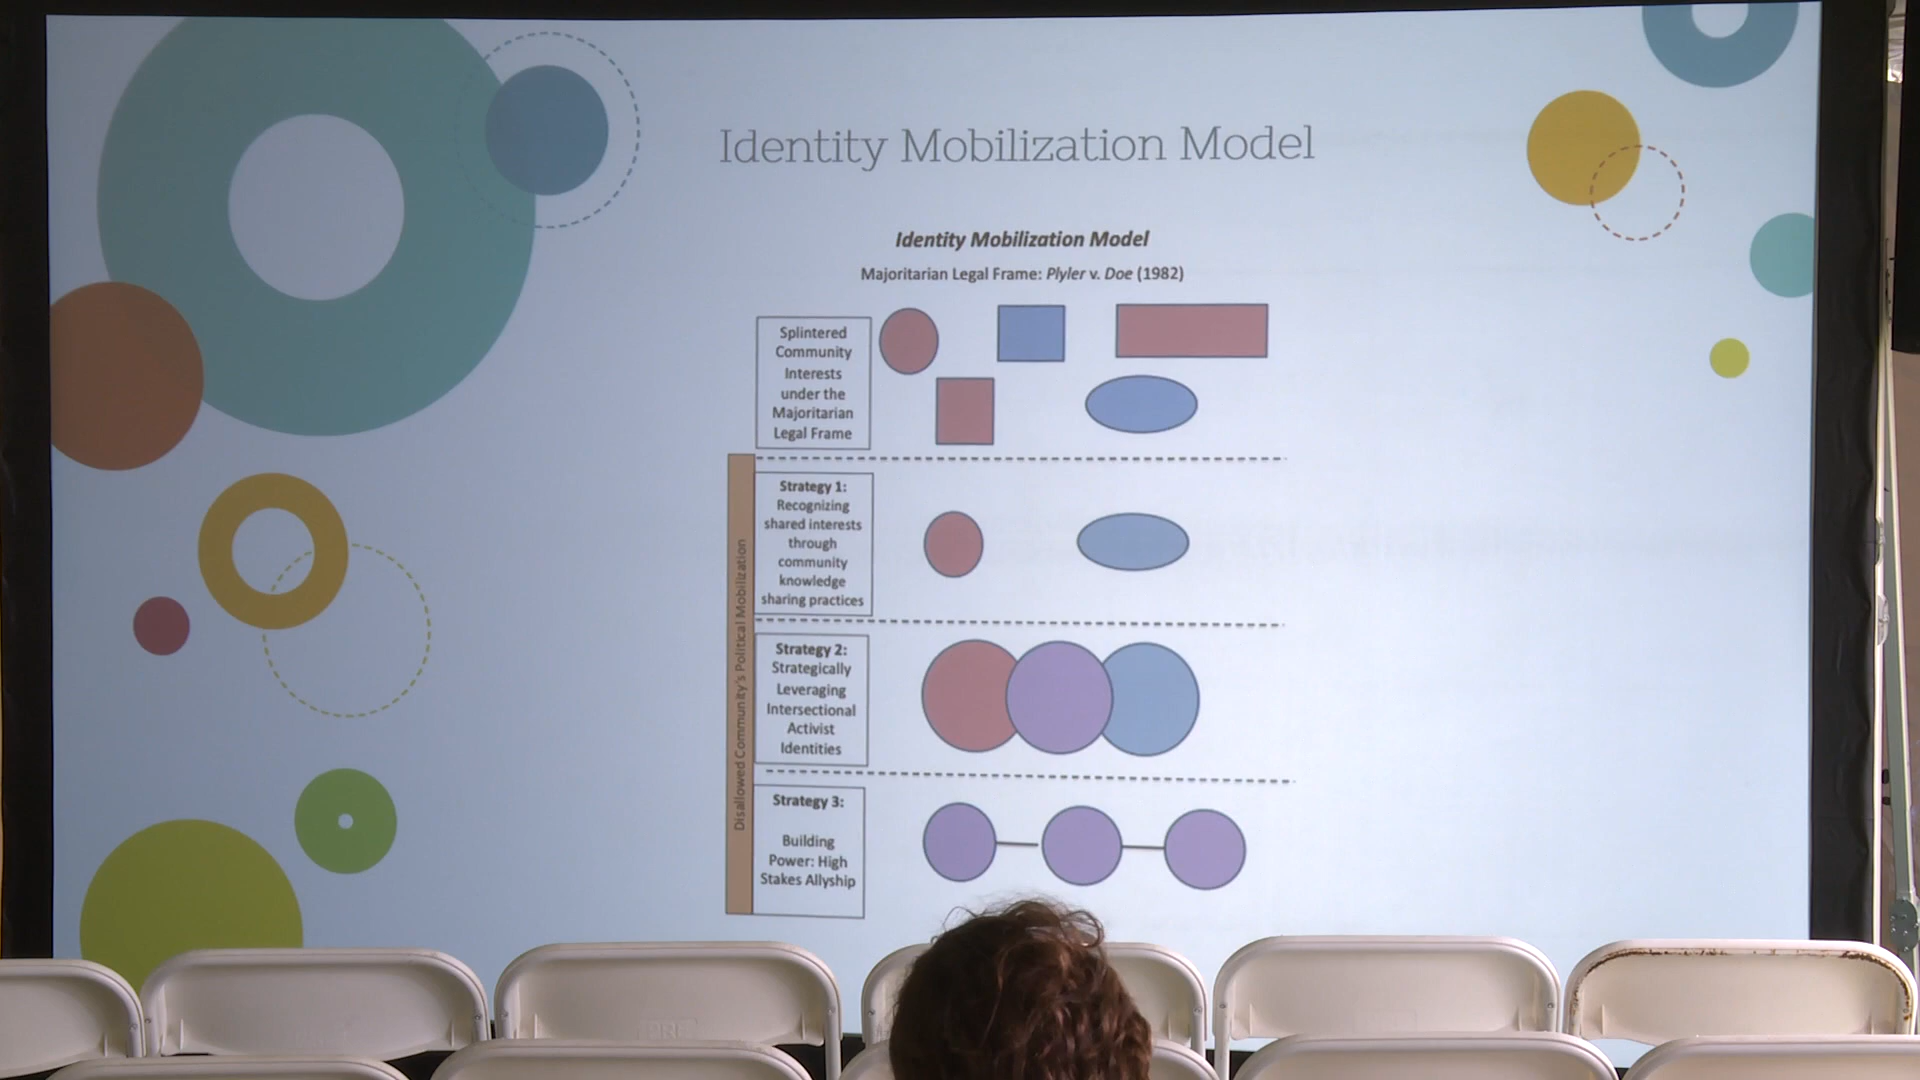 Identity Mobilization Model
Identity Mobilization Model
Majoritarian Legal Frame: Plyler v. Doe (1982)
Splintered
Community
Interests
under the
Majoritarian
Legal Frame
Disallowed Community's Political Mobilization
Strategy 1:
Recognizing
shared interests
through
community
knowledge
sharing practices
Strategy 2:
Strategically
Leveraging
Intersectional
Activist
Identities
Strategy 3:
Building
Power: High
Stakes Allyship